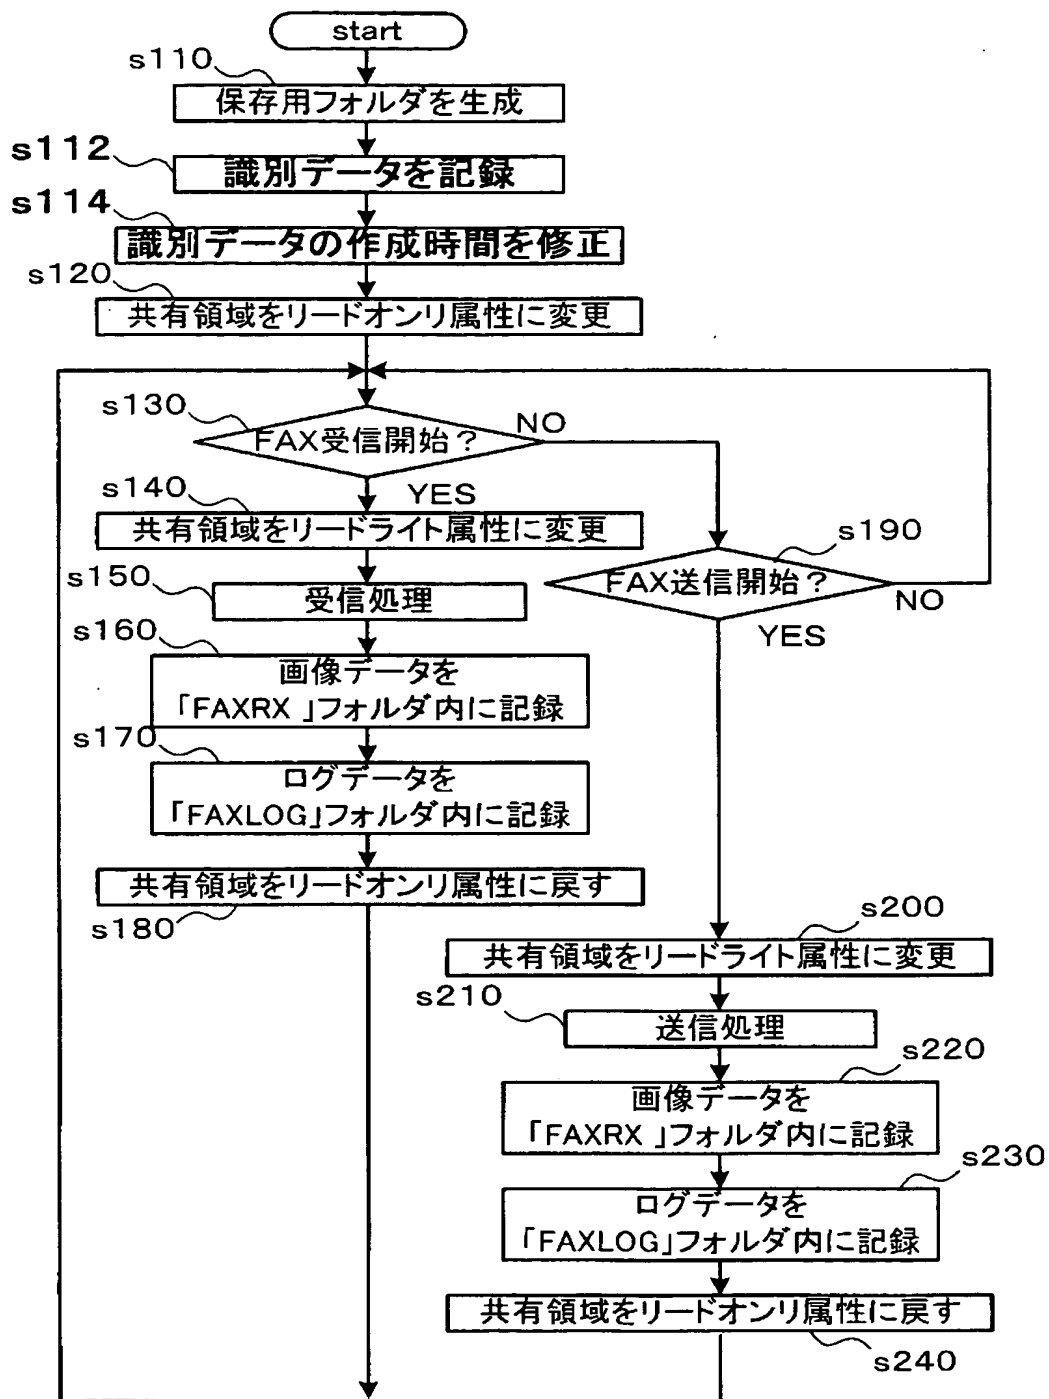 start
s110
保存用フォルダを生成
s112
識別データを記録
s114
識別データの作成時間を修正
s120
共有領域をリードオンリ属性に変更
s130
FAX受信開始?
NO
YES
s140
共有領域をリードライト属性に変更
s150
受信処理
s160
画像データを
「FAXRX 」フォルダ内に記録
s170
ログデータを
「FAXLOG」フォルダ内に記録
共有領域をリードオンリ属性に戻す
s180
s190
FAX送信開始?
NO
YES
s200
共有領域をリードライト属性に変更
s210
送信処理
s220
画像データを
「FAXRX 」フォルダ内に記録
s230
ログデータを
「FAXLOG」フォルダ内に記録
共有領域をリードオンリ属性に戻す
s240